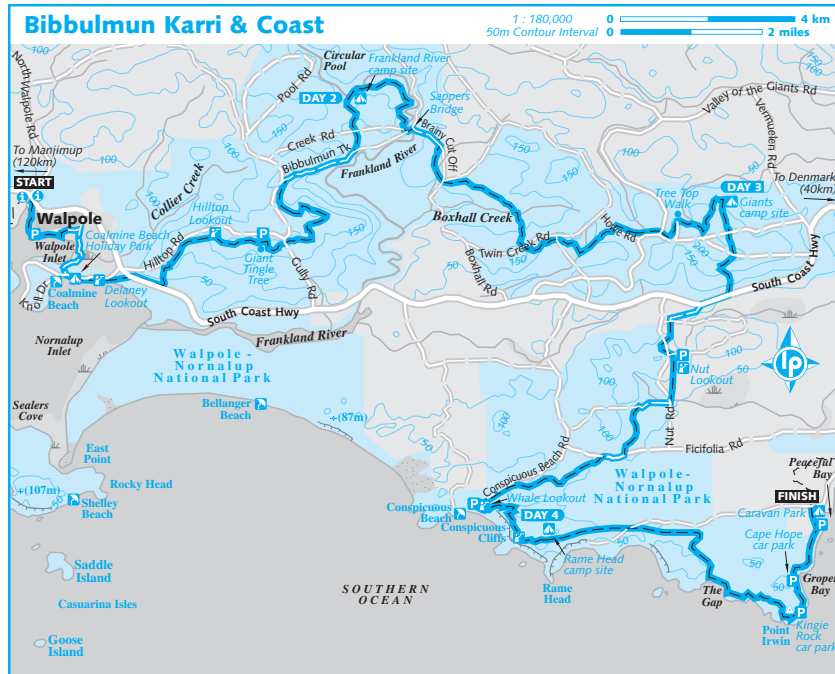 Bibbulmun Karri & Coast
1 : 180,000
50m Contour Interval
0 4 km
0 2 miles
North Walpole Rd
To Manjimup
(120km)
START
Walpole
Walpole
Inlet
Coalmine Beach
Holiday Park
Knoll Dr
Coalmine
Beach
Delaney
Lookout
Nornalup
Inlet
Sealers
Cove
East
Point
Rocky Head
(107m)
Shelley
Beach
Saddle
Island
Casuarina Isles
Goose
Island
Collier Creek
Hilltop
Lookout
Hilltop Rd
Giant
Tingle
Tree
Gully Rd
South Coast Hwy
Frankland River
Walpole -
Nornalup
National Park
Bellanger
Beach
(87m)
Pool Rd
Circular
Pool
Frankland River
camp site
DAY 2
Sappers
Bridge
Creek Rd
Bibbulmun Tk
Frankland River
Brainy Cut Off
Boxhall Creek
Boxhall Rd
Twin Creek Rd
Howe Rd
Valley of the Giants Rd
Vermuelen Rd
Tree Top
Walk
DAY 3
Giants
camp site
To Denmark
(40km)
South Coast Hwy
lp
Nut
Lookout
Nut Rd
Ficifolia Rd
Conspicuous Beach Rd
Walpole-
Nornalup
National Park
Whale Lookout
Conspicuous
Beach
Conspicuous
Cliffs
DAY 4
Rame Head
camp site
Rame
Head
SOUTHERN
OCEAN
The
Gap
Peaceful
Bay
FINISH
Caravan Park
Cape Hope
car park
Groper
Bay
Point
Irwin
Kingie
Rock
car park